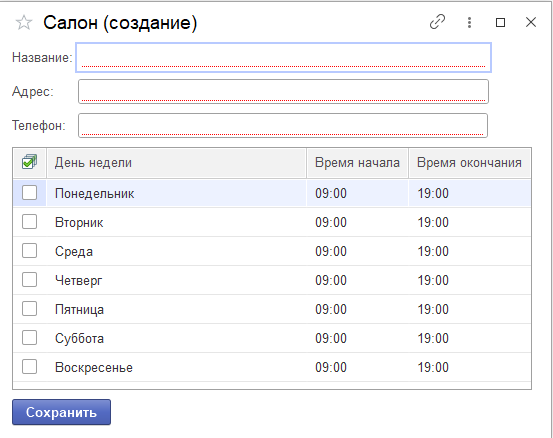 Салон (создание)
Название:
Адрес:
Телефон:
День недели Время начала Время окончания
Понедельник 09:00 19:00
Вторник 09:00 19:00
Среда 09:00 19:00
Четверг 09:00 19:00
Пятница 09:00 19:00
Суббота 09:00 19:00
Воскресенье 09:00 19:00
Сохранить